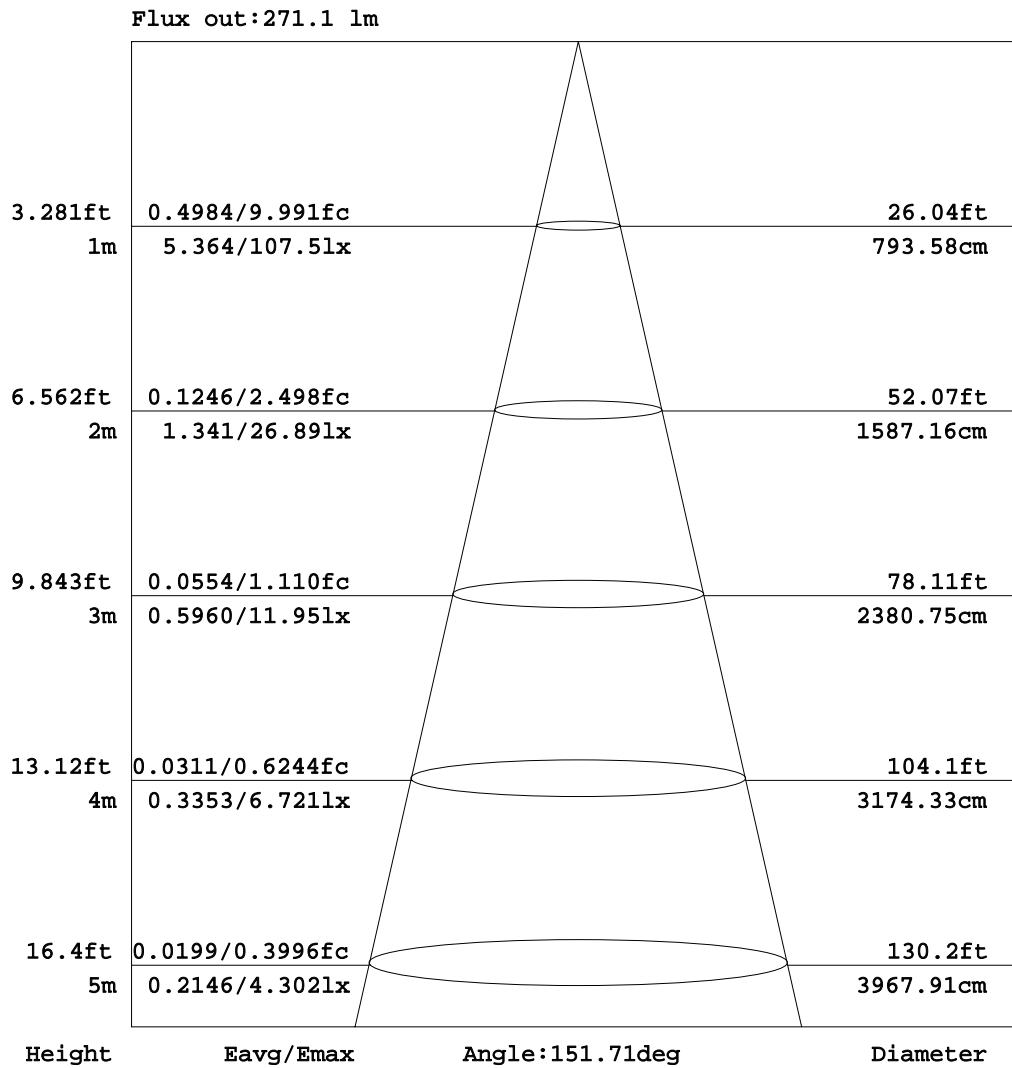 Flux out:271.1 lm
3.281ft 0.4984/9.991fc 26.04ft
1m 5.364/107.5lx 793.58cm
6.562ft 0.1246/2.498fc 52.07ft
2m 1.341/26.89lx 1587.16cm
9.843ft 0.0554/1.110fc 78.11ft
3m 0.5960/11.95lx 2380.75cm
13.12ft 0.0311/0.6244fc 104.1ft
4m 0.3353/6.721lx 3174.33cm
16.4ft 0.0199/0.3996fc 130.2ft
5m 0.2146/4.302lx 3967.91cm
Height Eavg/Emax Angle:151.71deg Diameter